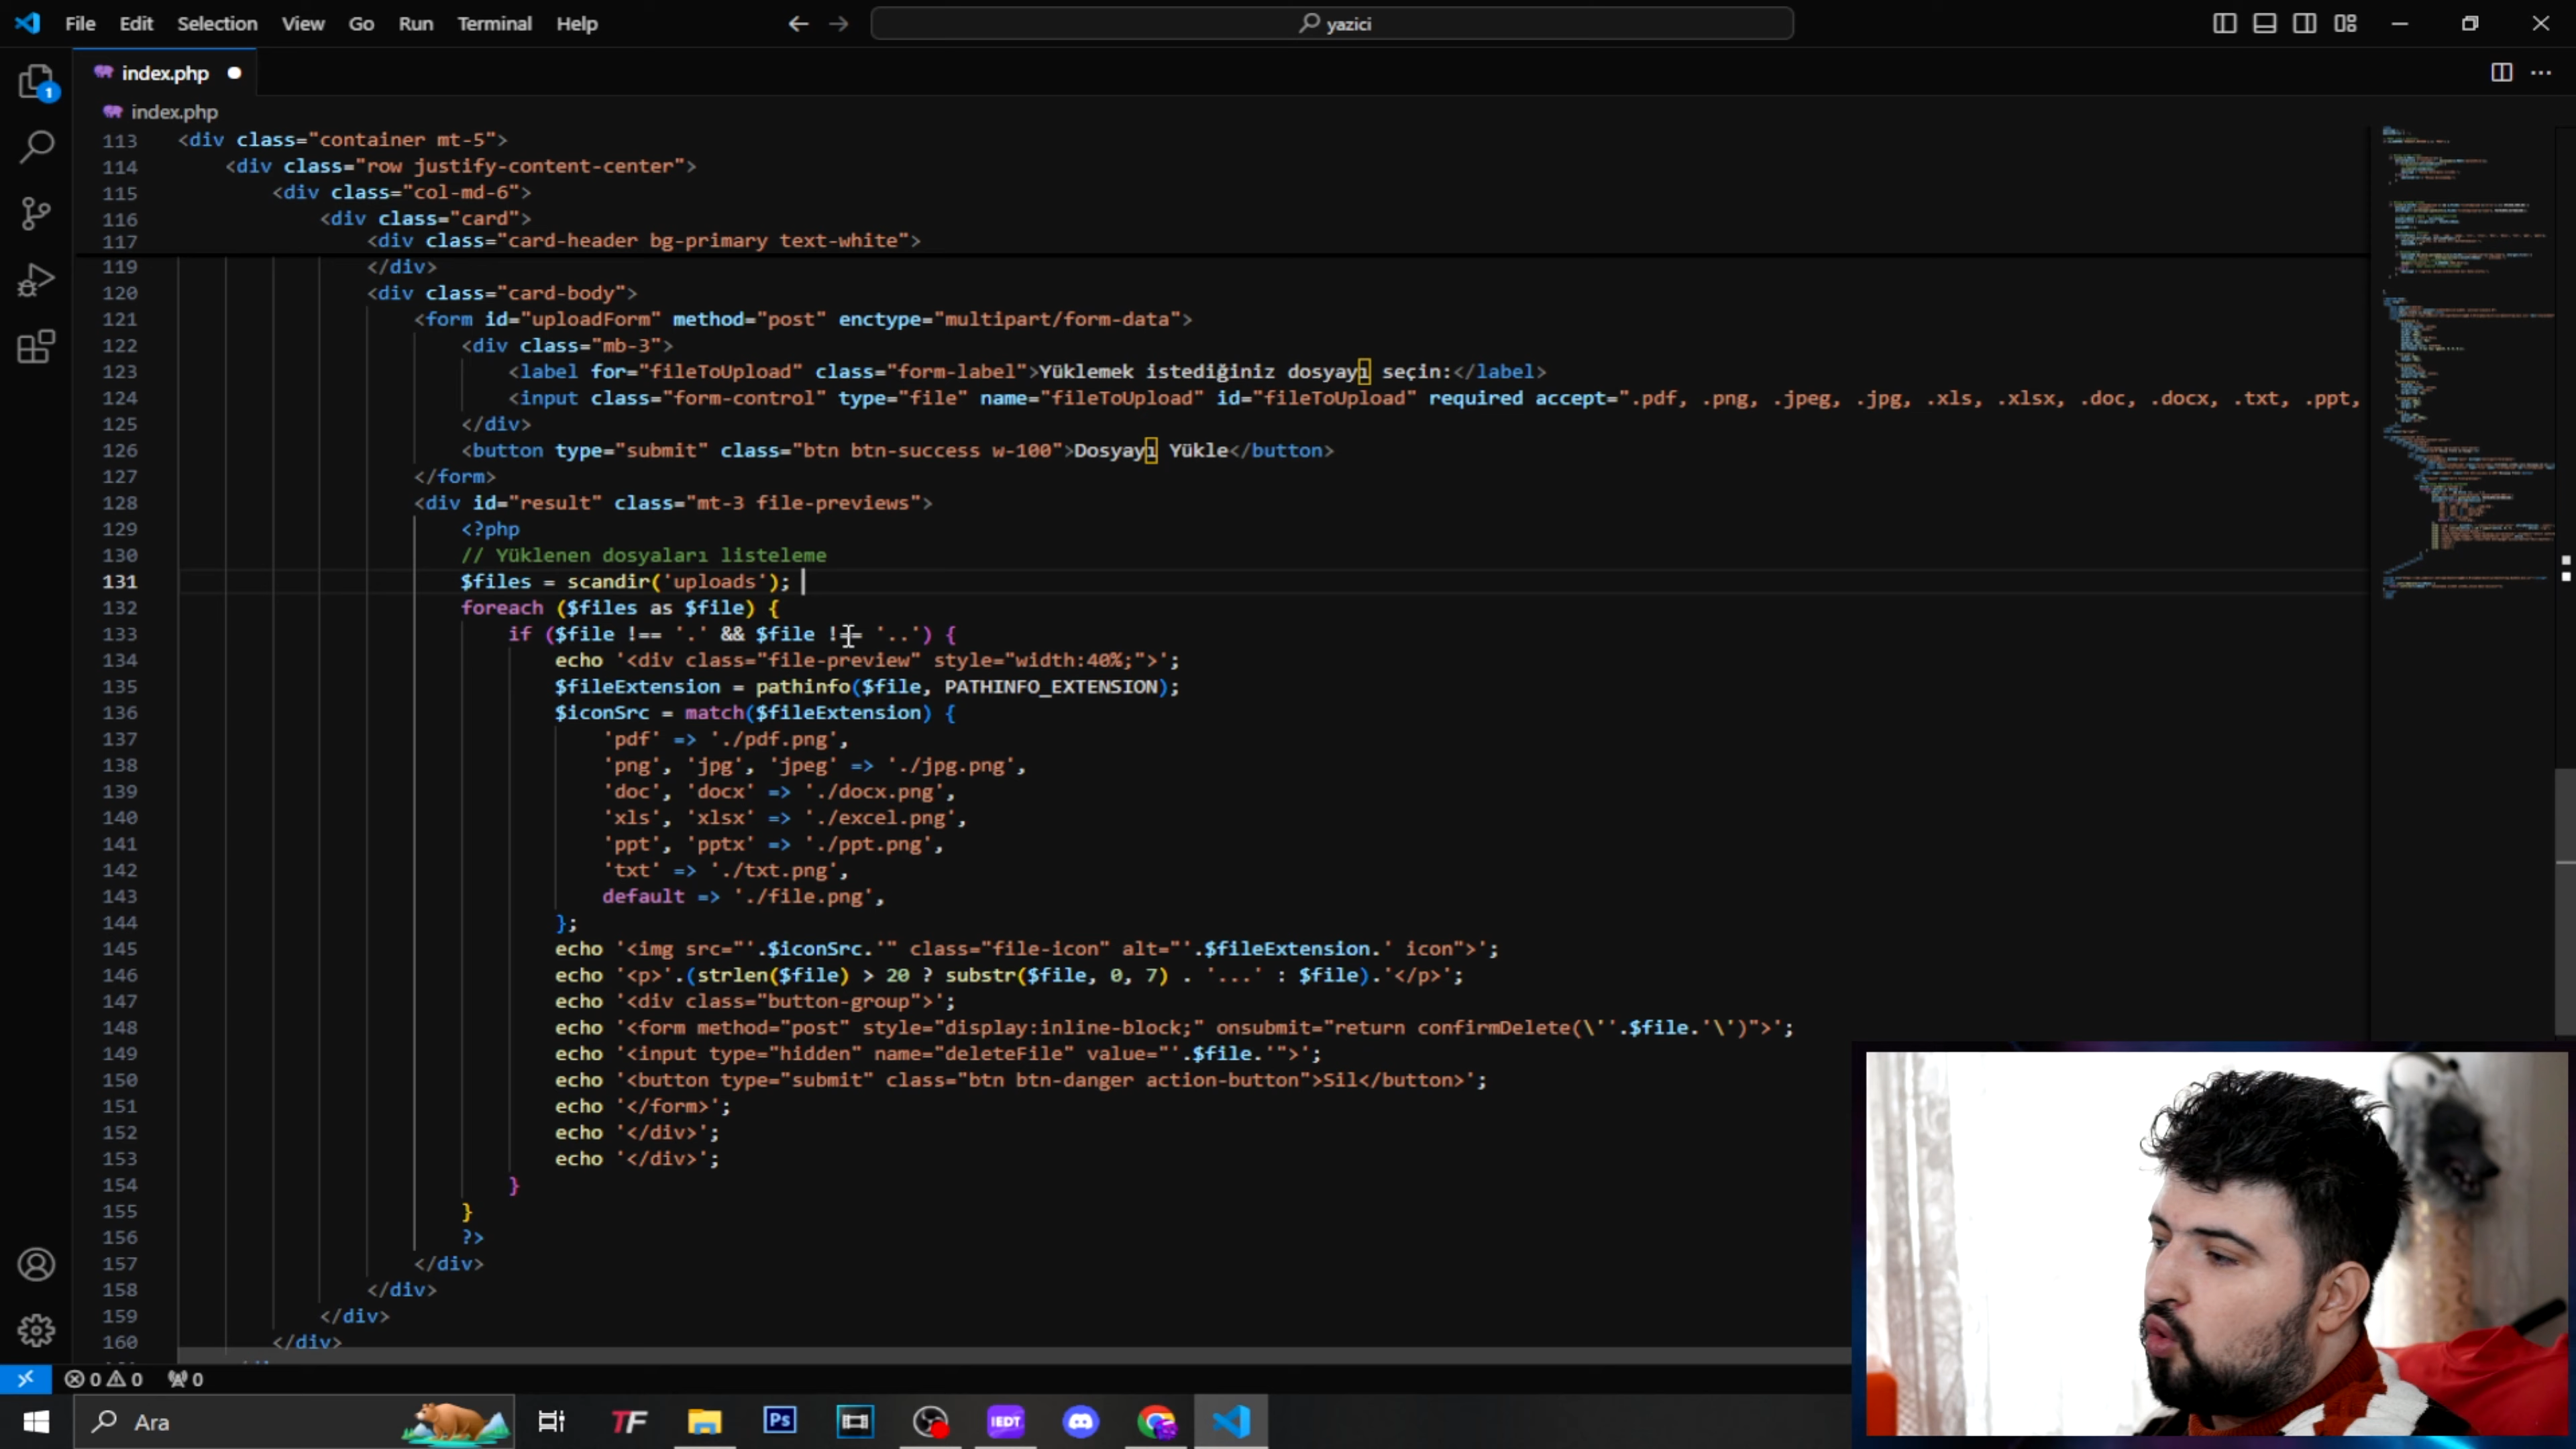 File Edit Selection View Go Run Terminal Help
yazici
index.php
1
index.php
113 <div class="container mt-5">
114 <div class="row justify-content-center">
115 <div class="col-md-6">
116 <div class="card">
117 <div class="card-header bg-primary text-white">
119 </div>
120 <div class="card-body">
121 <form id="uploadForm" method="post" enctype="multipart/form-data">
122 <div class="mb-3">
123 <label for="fileToUpload" class="form-label">Yüklemek istediğiniz dosyayı seçin:</label>
124 <input class="form-control" type="file" name="fileToUpload" id="fileToUpload" required accept=".pdf, .png, .jpeg, .jpg, .xls, .xlsx, .doc, .docx, .txt, .ppt,
125 </div>
126 <button type="submit" class="btn btn-success w-100">Dosyayı Yükle</button>
127 </form>
128 <div id="result" class="mt-3 file-previews">
129 <?php
130 // Yüklenen dosyaları listeleme
131 $files = scandir('uploads');
132 foreach ($files as $file) {
133 if ($file !== '.' && $file !== '..') {
134 echo '<div class="file-preview" style="width:40%;">';
135 $fileExtension = pathinfo($file, PATHINFO_EXTENSION);
136 $iconSrc = match($fileExtension) {
137 'pdf' => './pdf.png',
138 'png', 'jpg', 'jpeg' => './jpg.png',
139 'doc', 'docx' => './docx.png',
140 'xls', 'xlsx' => './excel.png',
141 'ppt', 'pptx' => './ppt.png',
142 'txt' => './txt.png',
143 default => './file.png',
144 };
145 echo '<img src="'.$iconSrc.'" class="file-icon" alt="'.$fileExtension.' icon">';
146 echo '<p>'.(strlen($file) > 20 ? substr($file, 0, 7) . '...' : $file).'</p>';
147 echo '<div class="button-group">';
148 echo '<form method="post" style="display:inline-block;" onsubmit="return confirmDelete(\''.$file.'\')">';
149 echo '<input type="hidden" name="deleteFile" value="'.$file.'">';
150 echo '<button type="submit" class="btn btn-danger action-button">Sil</button>';
151 echo '</form>';
152 echo '</div>';
153 echo '</div>';
154 }
155 }
156 ?>
157 </div>
158 </div>
159 </div>
160 </div>
0 0 0
Ara
TF
Ps
IEDT